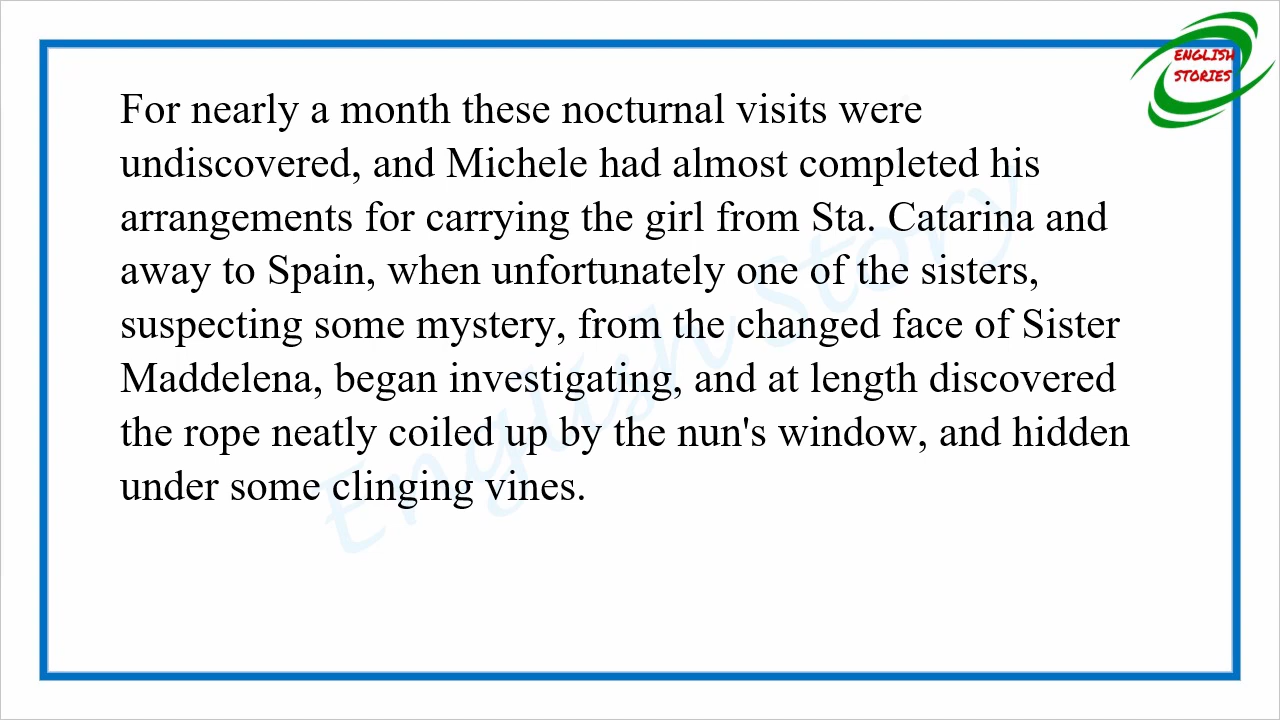 ENGLISH
STORIES
For nearly a month these nocturnal visits were
undiscovered, and Michele had almost completed his
arrangements for carrying the girl from Sta. Catarina and
away to Spain, when unfortunately one of the sisters,
suspecting some mystery, from the changed face of Sister
Maddelena, began investigating, and at length discovered
the rope neatly coiled up by the nun's window, and hidden
under some clinging vines.
English Story